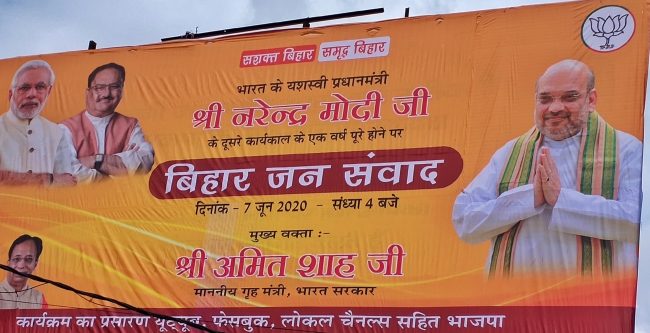 सशक्त बिहार समृद्ध बिहार
भारत के यशस्वी प्रधानमंत्री
श्री नरेन्द्र मोदी जी
के दूसरे कार्यकाल के एक वर्ष पूरे होने पर
बिहार जन संवाद
दिनांक - 7 जून 2020 - संध्या 4 बजे
मुख्य वक्ता :-
श्री अमित शाह जी
माननीय गृह मंत्री, भारत सरकार
कार्यक्रम का प्रसारण यूट्यूब, फेसबुक, लोकल चैनल्स सहित भाजपा